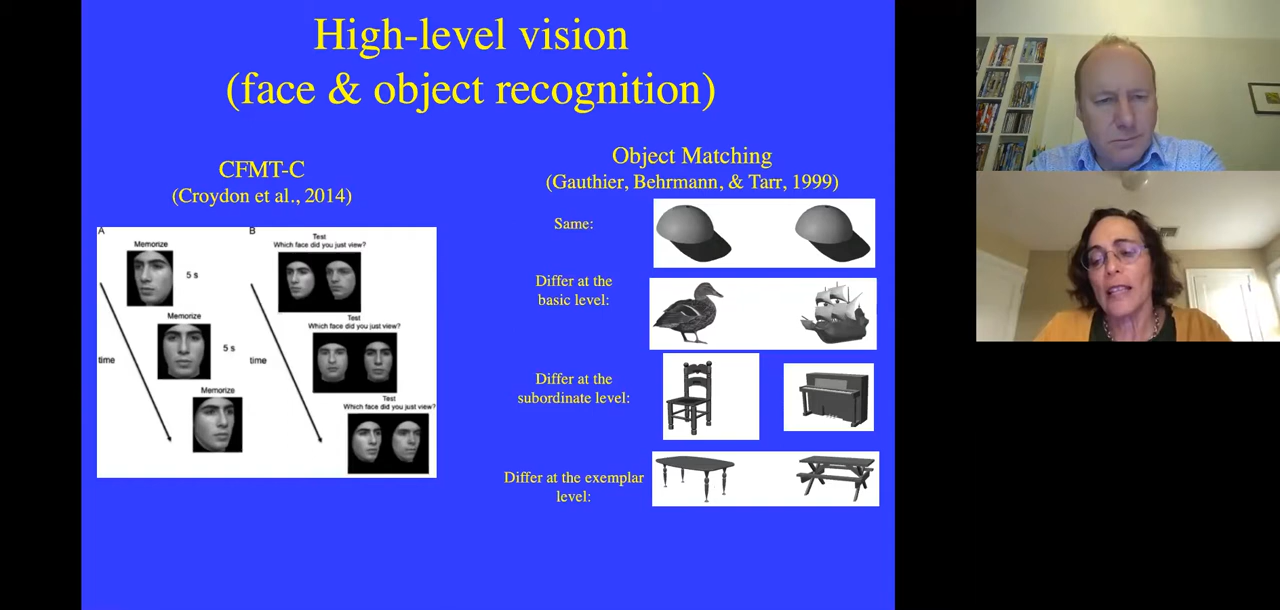 High-level vision
(face & object recognition)
CFMT-C
(Croydon et al., 2014)
A
Memorize
5 s
Memorize
5 s
time
Memorize
B
Test
Which face did you just view?
Test
Which face did you just view?
time
Test
Which face did you just view?
Object Matching
(Gauthier, Behrmann, & Tarr, 1999)
Same:
Differ at the
basic level:
Differ at the
subordinate level:
Differ at the exemplar
level: